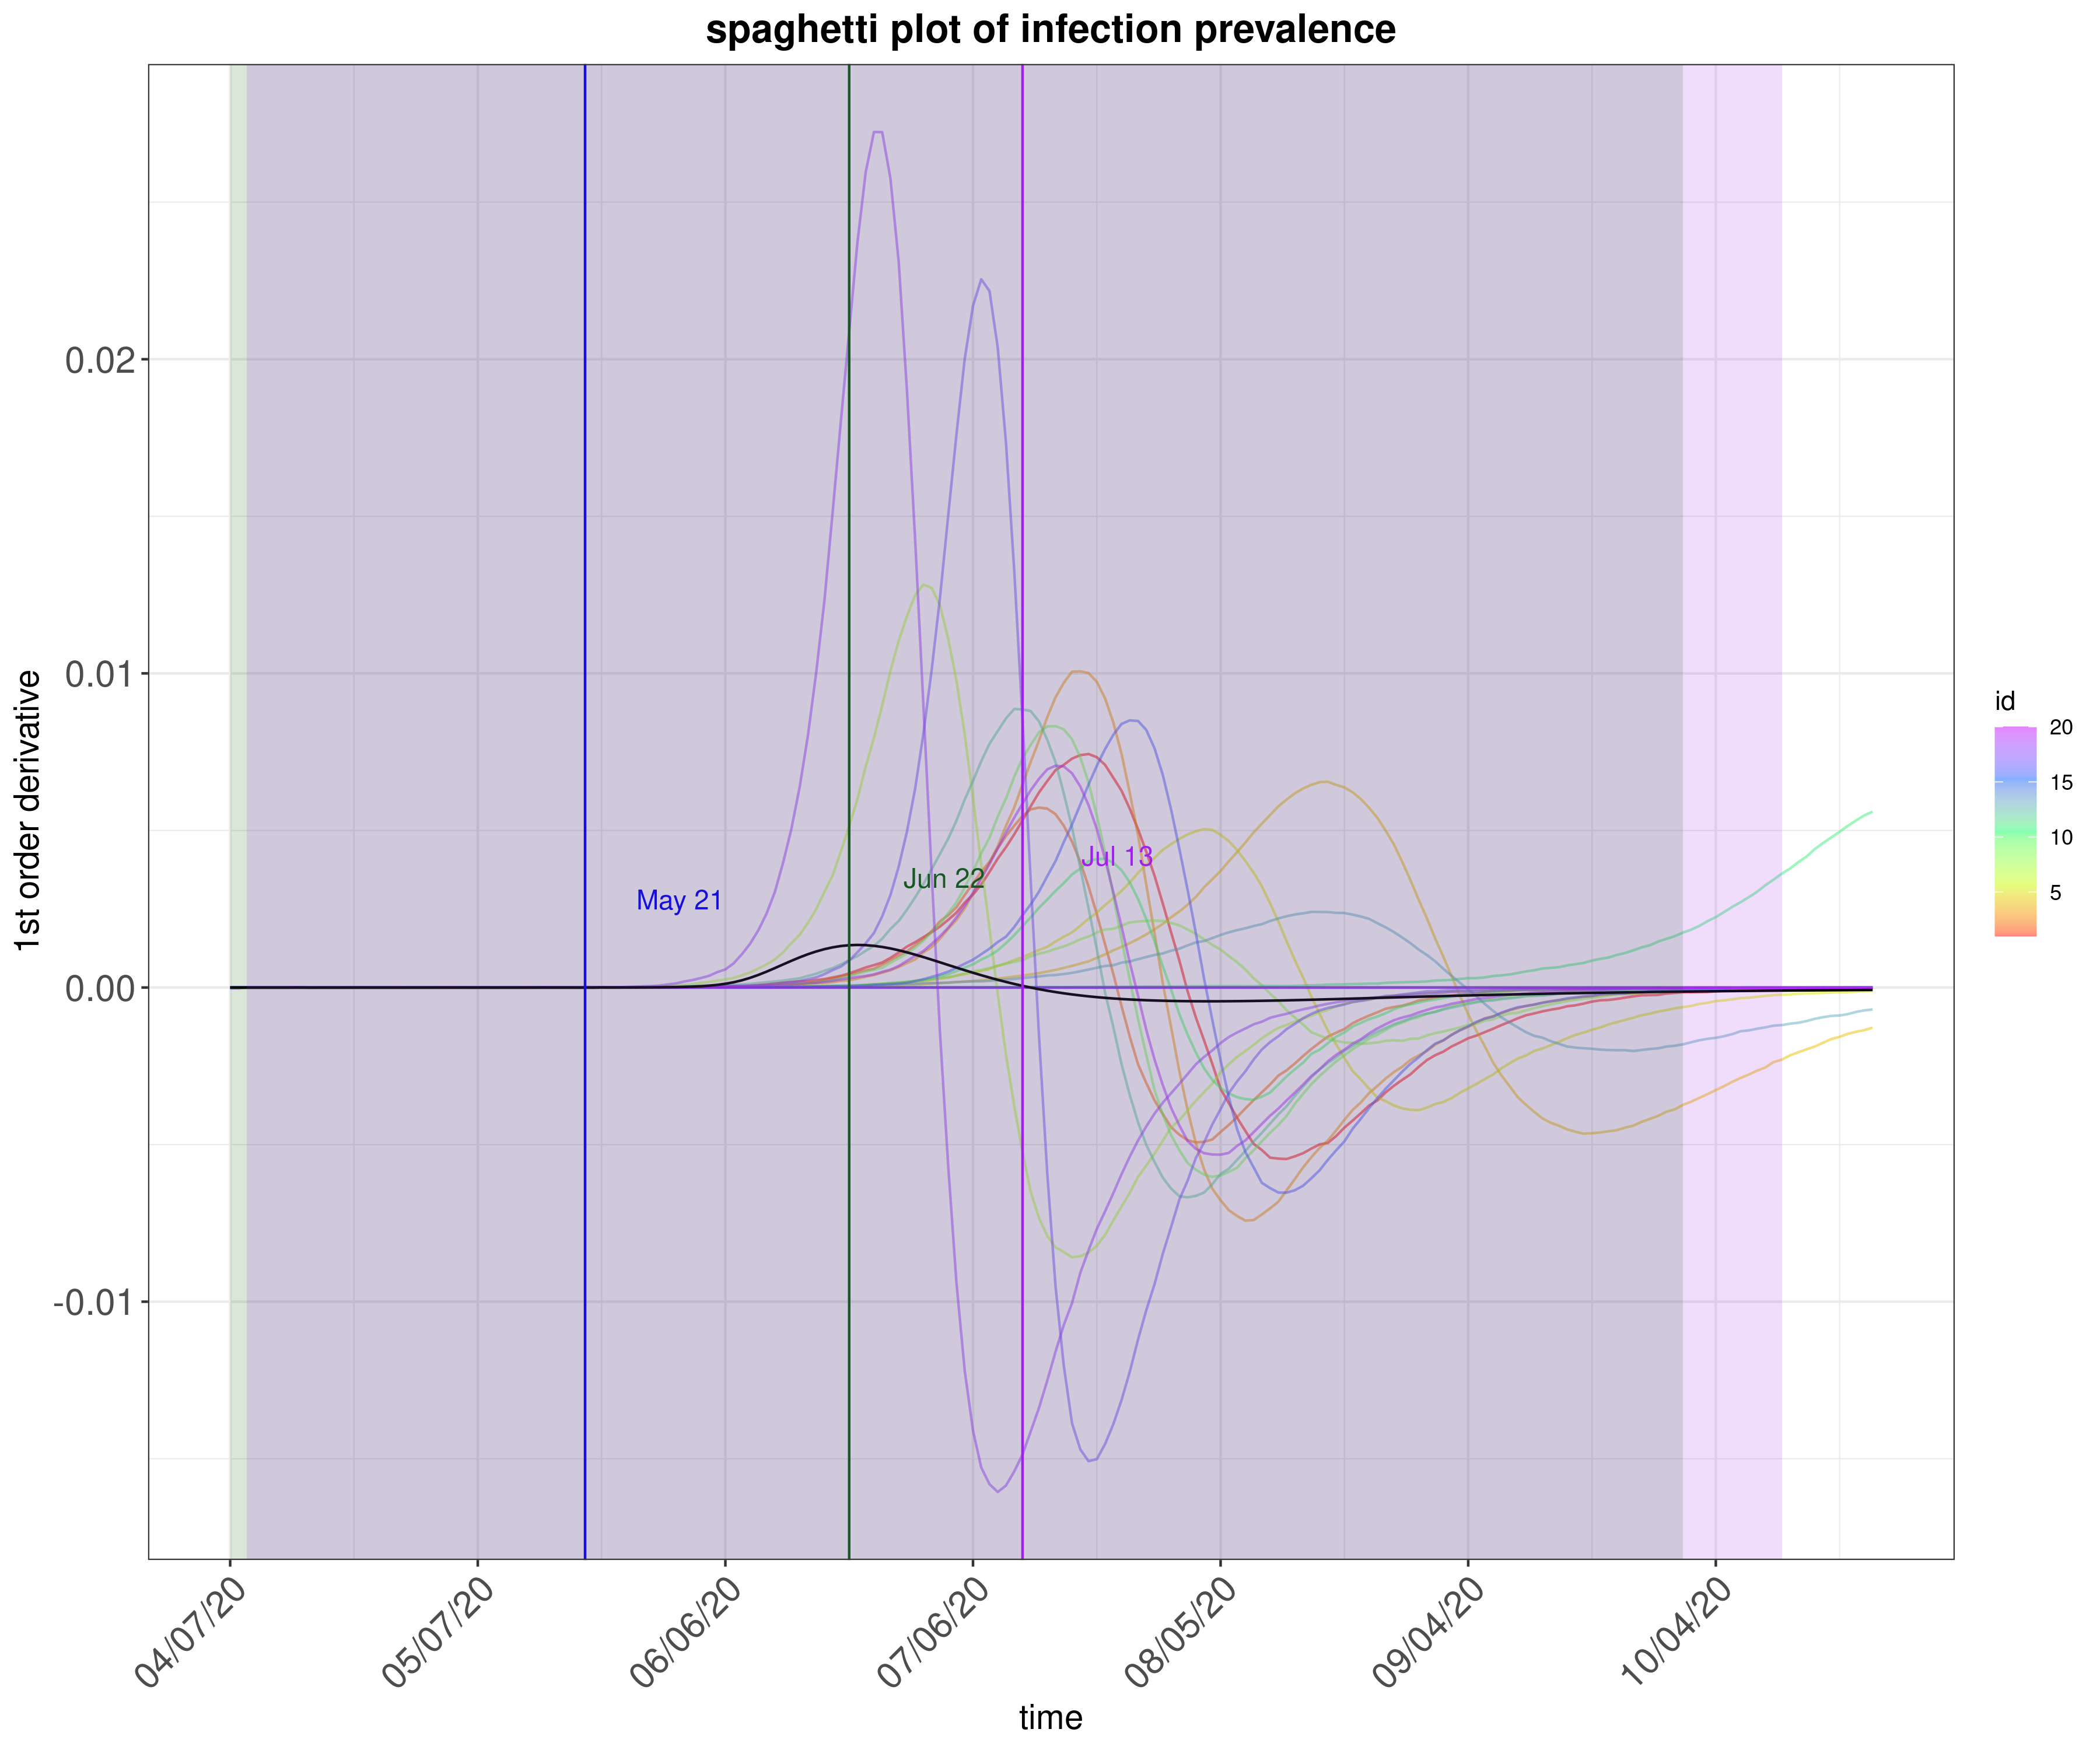 spaghetti plot of infection prevalence
1st order derivative
0.02
0.01
0.00
-0.01
May 21
Jun 22
Jul 13
04/07/20
05/07/20
06/06/20
07/06/20
08/05/20
09/04/20
10/04/20
time
id
20
15
10
5